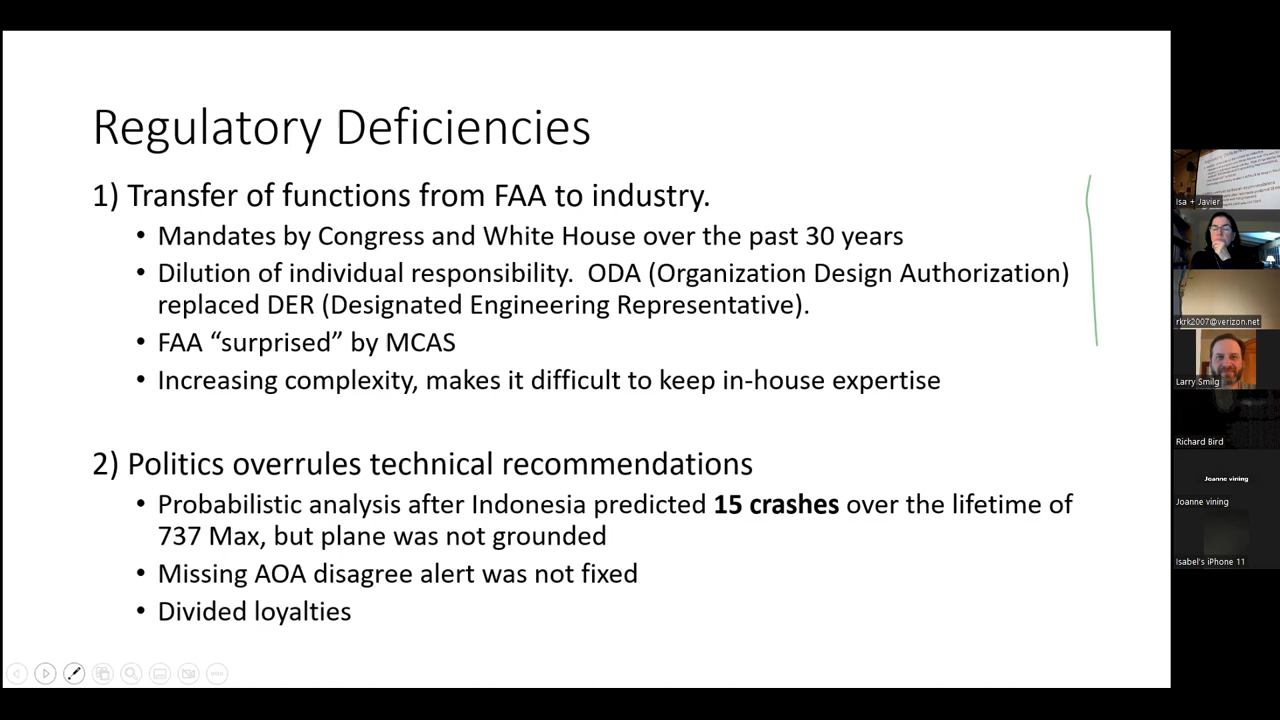 Regulatory Deficiencies
1) Transfer of functions from FAA to industry.
• Mandates by Congress and White House over the past 30 years
• Dilution of individual responsibility.  ODA (Organization Design Authorization)
replaced DER (Designated Engineering Representative).
• FAA “surprised” by MCAS
• Increasing complexity, makes it difficult to keep in-house expertise
2) Politics overrules technical recommendations
• Probabilistic analysis after Indonesia predicted 15 crashes over the lifetime of
737 Max, but plane was not grounded
• Missing AOA disagree alert was not fixed
• Divided loyalties
Isa + Javier
rkrk2007@verizon.net
Larry Smilg
Richard Bird
Joanne vining
Joanne vining
Isabel's iPhone 11